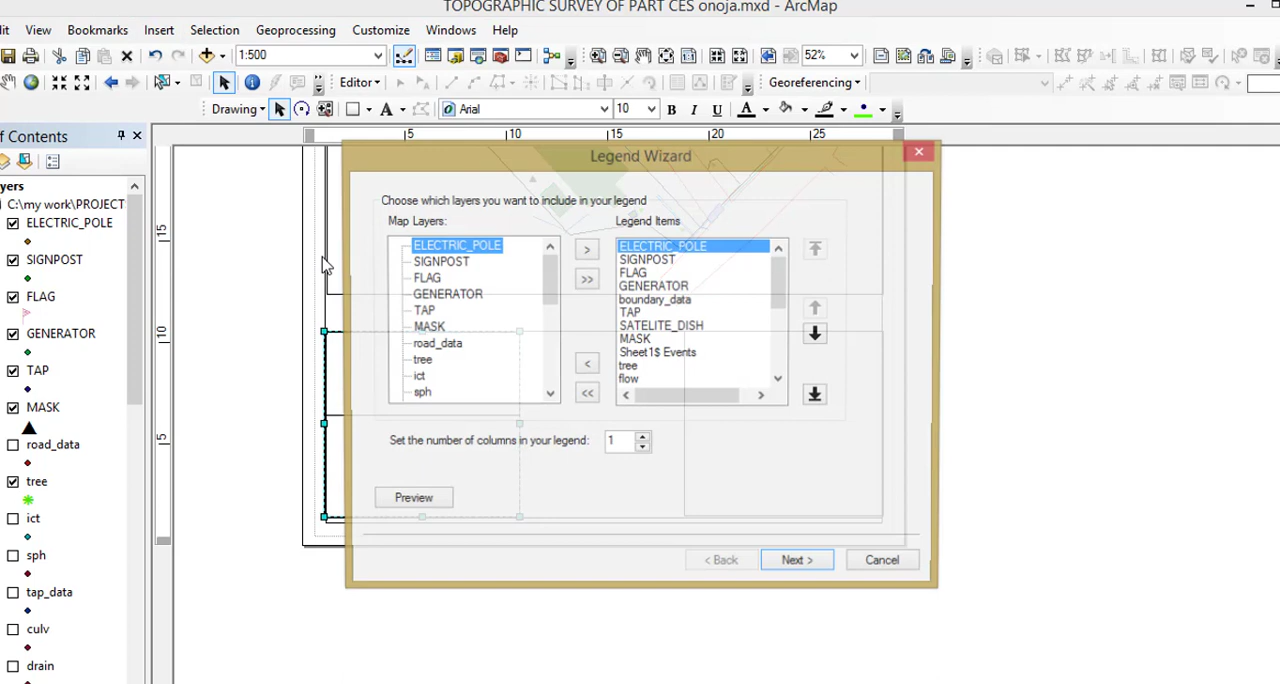 TOPOGRAPHIC SURVEY OF PART CES onoja.mxd - ArcMap
it View Bookmarks Insert Selection Geoprocessing Customize Windows Help
1:500 52%
Editor Georeferencing
Drawing A Arial 10 B I U A
f Contents
5 10 15 20 25
yers
C:\my work\PROJECT
ELECTRIC_POLE
SIGNPOST
FLAG
GENERATOR
TAP
MASK
road_data
tree
ict
sph
tap_data
culv
drain
15
10
5
Legend Wizard
Choose which layers you want to include in your legend
Map Layers: Legend Items
ELECTRIC_POLE
SIGNPOST
FLAG
GENERATOR
TAP
MASK
road_data
tree
ict
sph
>
>>
<
<<
ELECTRIC_POLE
SIGNPOST
FLAG
GENERATOR
boundary_data
TAP
SATELITE_DISH
MASK
Sheet1$ Events
tree
flow
Set the number of columns in your legend: 1
Preview
< Back Next > Cancel